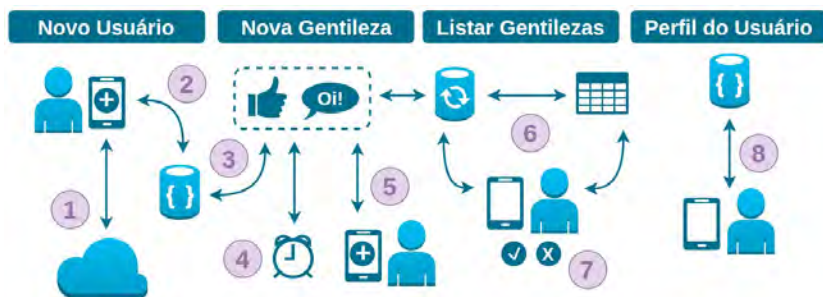 Novo Usuário
Nova Gentileza
Listar Gentilezas
Perfil do Usuário
2
Oi!
{ }
6
3
{ }
5
8
1
4
7
X